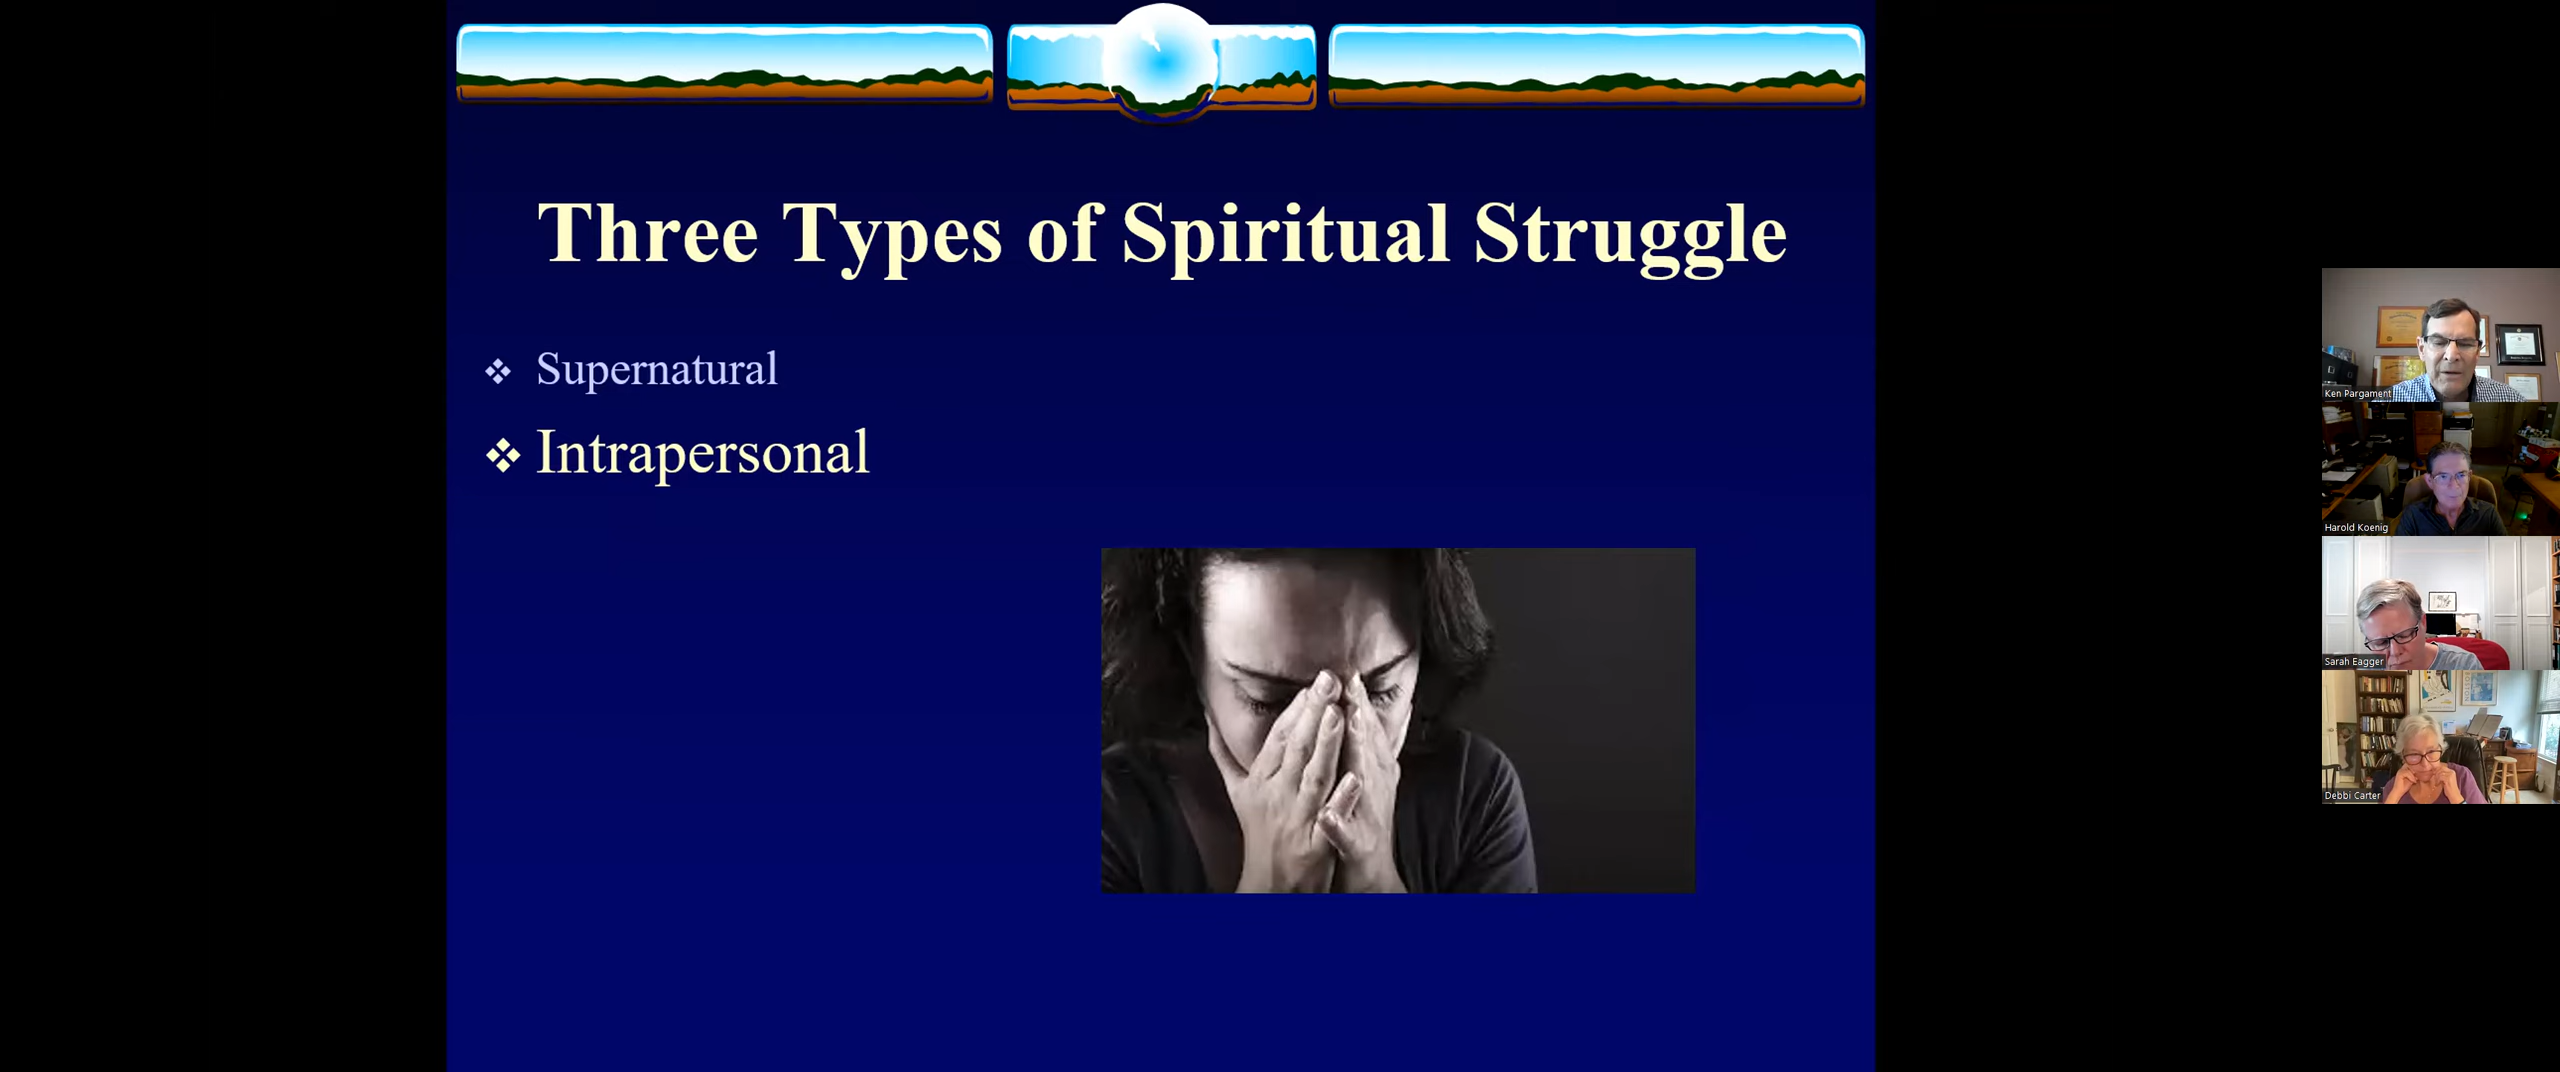 Three Types of Spiritual Struggle
Supernatural
Intrapersonal
Ken Pargament
Harold Koenig
Sarah Eagger
Debbi Carter